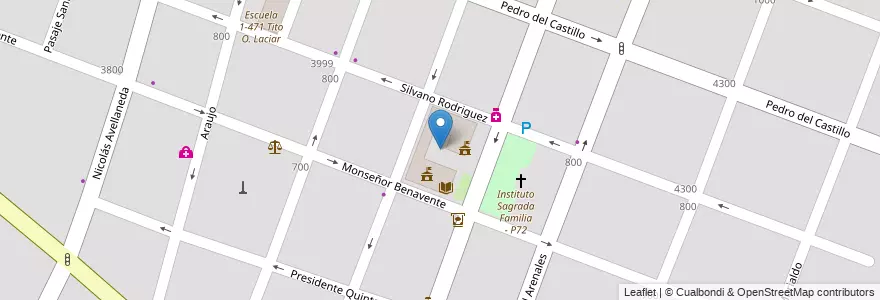 Pasaje San
Escuela
1-471 Tito
O. Laciar
800
Pedro del Castillo
3800
3999
800
4300
Silvano Rodriguez
Pedro del Castillo
Nicolás Avellaneda
Araujo
P
700
Monseñor Benavente
800
4300
800
Instituto
Sagrada
Familia
- P72
Arenales
Presidente Quint
Leaflet | © Cualbondi & OpenStreetMap contributors